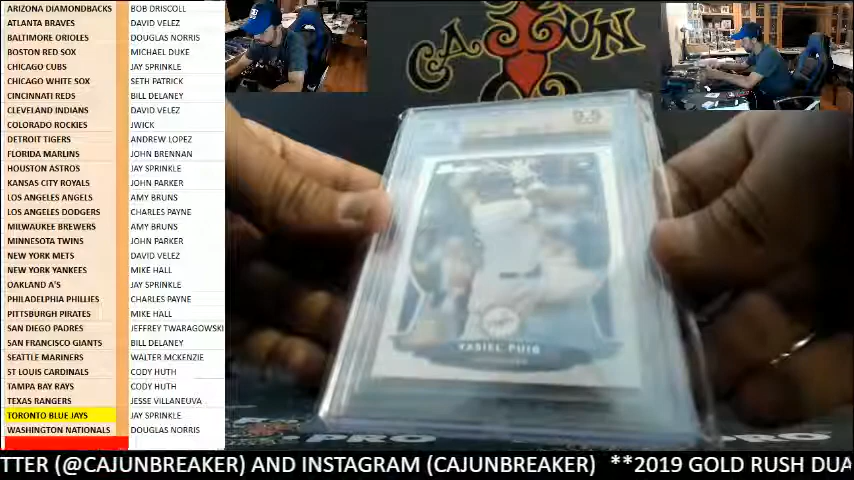 ARIZONA DIAMONDBACKS BOB DRISCOLL
ATLANTA BRAVES DAVID VELEZ
BALTIMORE ORIOLES DOUGLAS NORRIS
BOSTON RED SOX MICHAEL DUKE
CHICAGO CUBS JAY SPRINKLE
CHICAGO WHITE SOX SETH PATRICK
CINCINNATI REDS BILL DELANEY
CLEVELAND INDIANS DAVID VELEZ
COLORADO ROCKIES JWICK
DETROIT TIGERS ANDREW LOPEZ
FLORIDA MARLINS JOHN BRENNAN
HOUSTON ASTROS JAY SPRINKLE
KANSAS CITY ROYALS JOHN PARKER
LOS ANGELES ANGELS AMY BRUNS
LOS ANGELES DODGERS CHARLES PAYNE
MILWAUKEE BREWERS AMY BRUNS
MINNESOTA TWINS JOHN PARKER
NEW YORK METS DAVID VELEZ
NEW YORK YANKEES MIKE HALL
OAKLAND A'S JAY SPRINKLE
PHILADELPHIA PHILLIES CHARLES PAYNE
PITTSBURGH PIRATES MIKE HALL
SAN DIEGO PADRES JEFFREY TWARAGOWSKI
SAN FRANCISCO GIANTS BILL DELANEY
SEATTLE MARINERS WALTER MCKENZIE
ST LOUIS CARDINALS CODY HUTH
TAMPA BAY RAYS CODY HUTH
TEXAS RANGERS JESSE VILLANEUVA
TORONTO BLUE JAYS JAY SPRINKLE
WASHINGTON NATIONALS DOUGLAS NORRIS
CAJUN
9.5
YASIEL PUIG
PRO
PRO
TTER (@CAJUNBREAKER) AND INSTAGRAM (CAJUNBREAKER) **2019 GOLD RUSH DUA